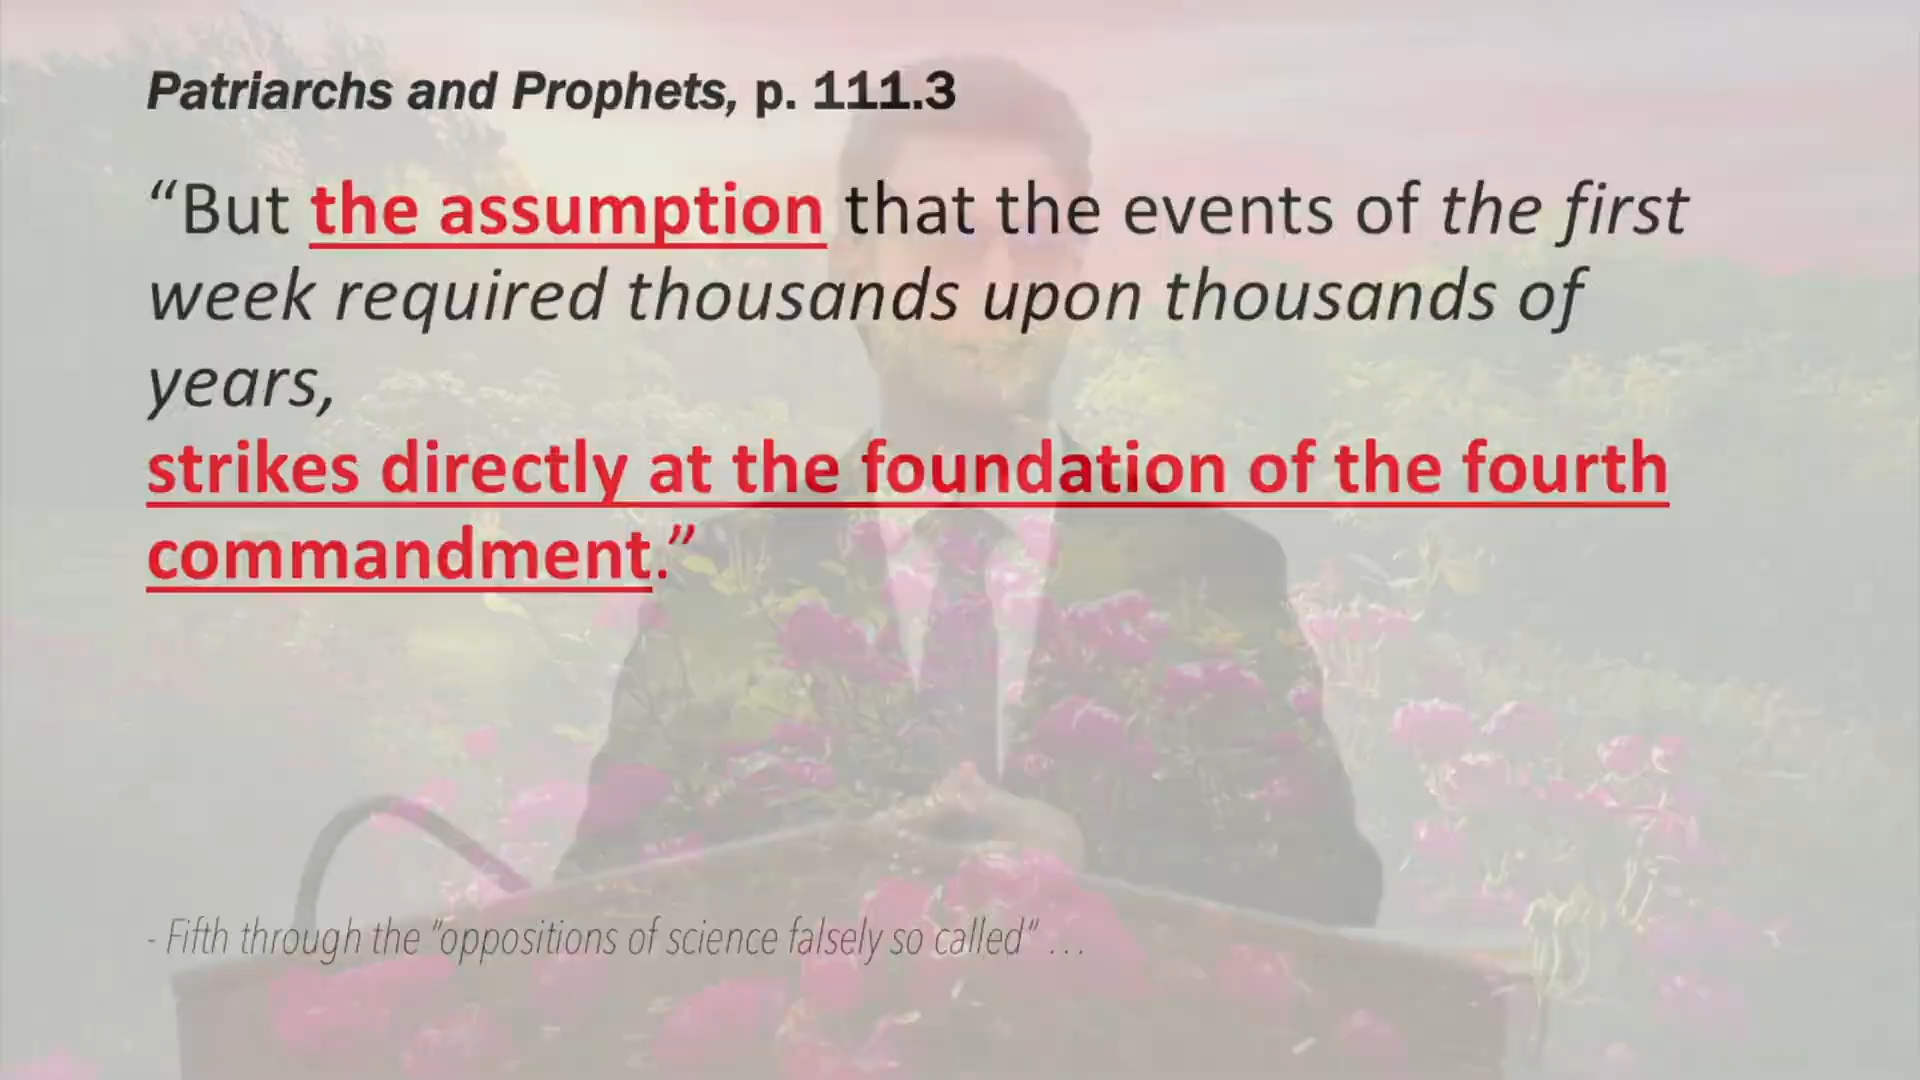 Patriarchs and Prophets, p. 111.3
“But the assumption that the events of the first
week required thousands upon thousands of
years,
strikes directly at the foundation of the fourth
commandment.”
- Fifth through the "oppositions of science falsely so called" ...